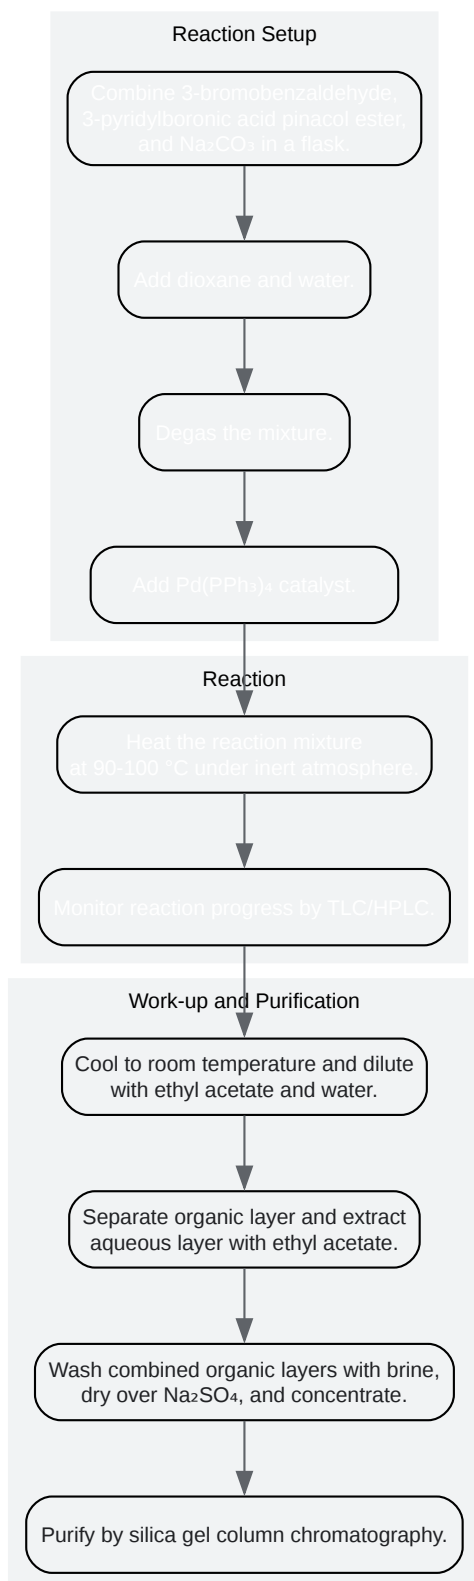 Reaction Setup
Combine 3-bromobenzaldehyde,
3-pyridylboronic acid pinacol ester,
and Na₂CO₃ in a flask.
Add dioxane and water.
Degas the mixture.
Add Pd(PPh₃)₄ catalyst.
Reaction
Heat the reaction mixture
at 90-100 °C under inert atmosphere.
Monitor reaction progress by TLC/HPLC.
Work-up and Purification
Cool to room temperature and dilute
with ethyl acetate and water.
Separate organic layer and extract
aqueous layer with ethyl acetate.
Wash combined organic layers with brine,
dry over Na₂SO₄, and concentrate.
Purify by silica gel column chromatography.